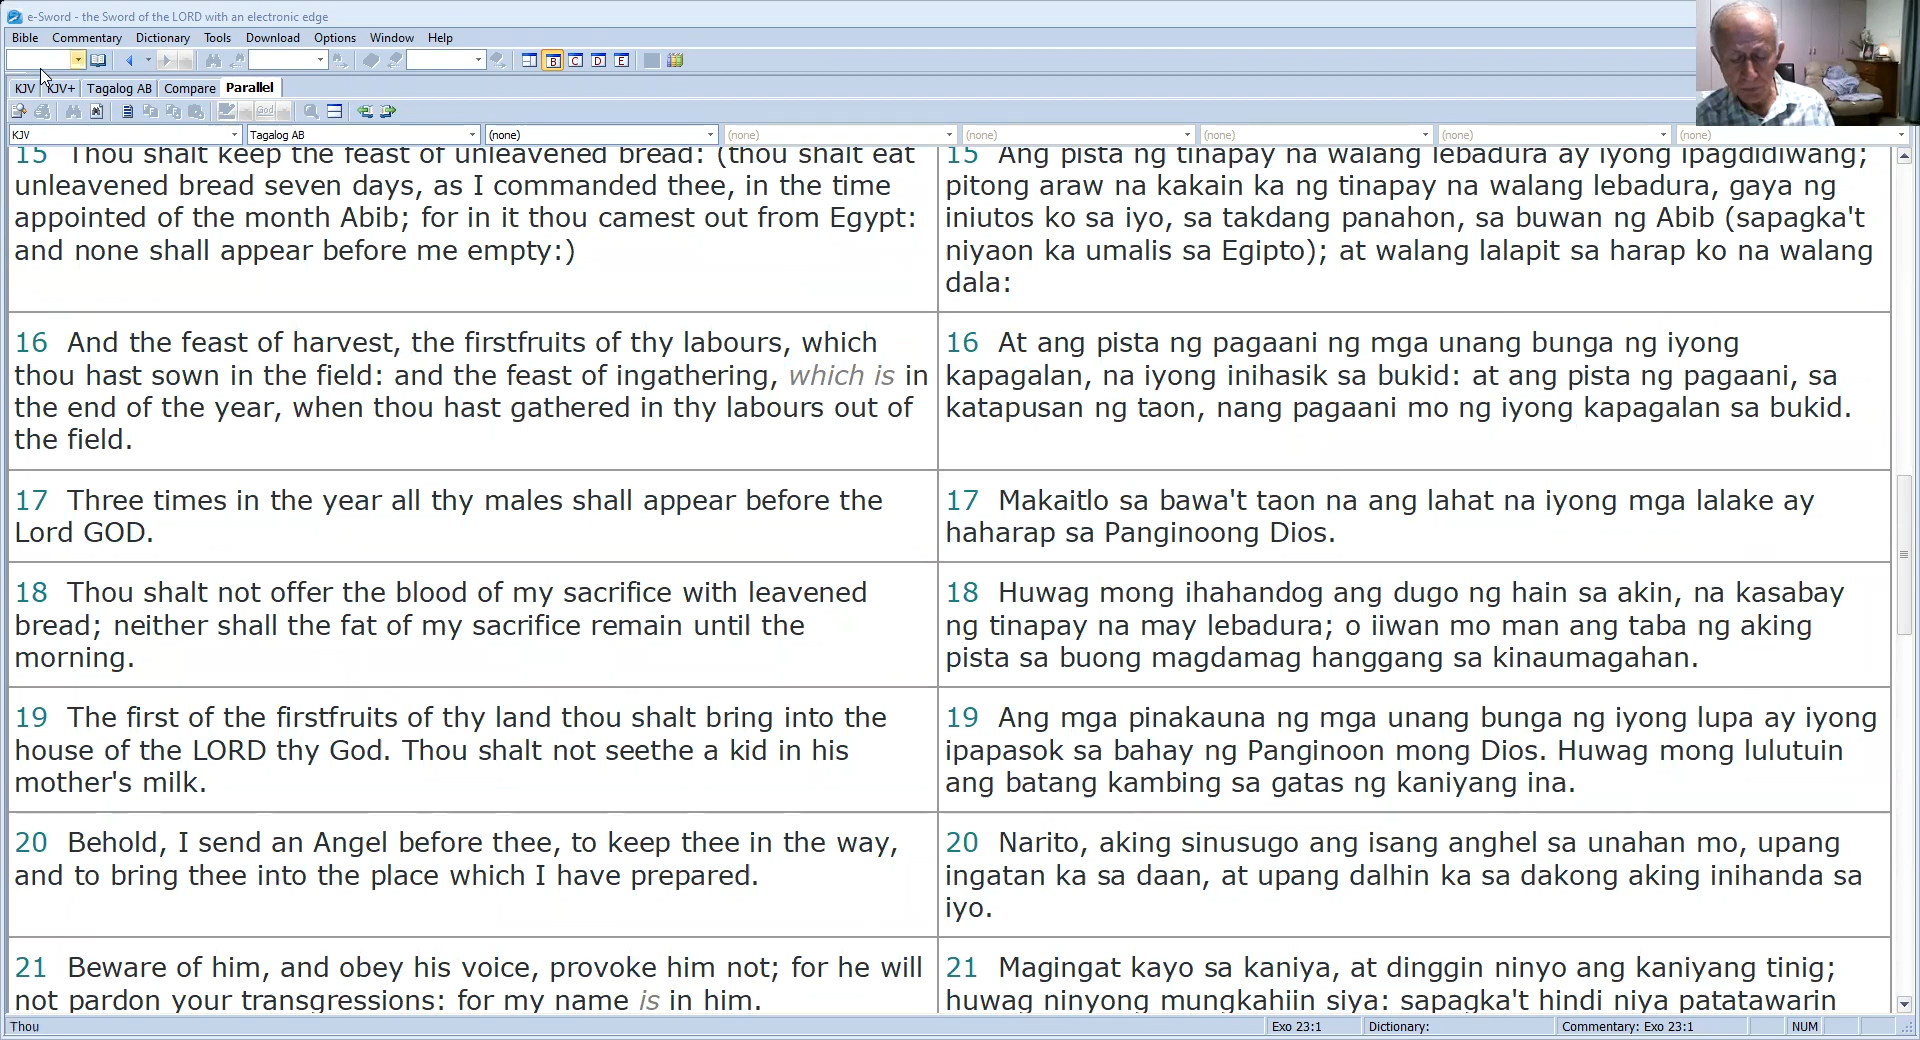 e-Sword - the Sword of the LORD with an electronic edge
Bible Commentary Dictionary Tools Download Options Window Help
B C D E
KJV KJV+ Tagalog AB Compare Parallel
God
KJV Tagalog AB (none) (none) (none) (none) (none) (none)
15 Thou shalt keep the feast of unleavened bread: (thou shalt eat
unleavened bread seven days, as I commanded thee, in the time
appointed of the month Abib; for in it thou camest out from Egypt:
and none shall appear before me empty:)
15 Ang pista ng tinapay na walang lebadura ay iyong ipagdidiwang;
pitong araw na kakain ka ng tinapay na walang lebadura, gaya ng
iniutos ko sa iyo, sa takdang panahon, sa buwan ng Abib (sapagka't
niyaon ka umalis sa Egipto); at walang lalapit sa harap ko na walang
dala:
16 And the feast of harvest, the firstfruits of thy labours, which
thou hast sown in the field: and the feast of ingathering, which is in
the end of the year, when thou hast gathered in thy labours out of
the field.
16 At ang pista ng pagaani ng mga unang bunga ng iyong
kapagalan, na iyong inihasik sa bukid: at ang pista ng pagaani, sa
katapusan ng taon, nang pagaani mo ng iyong kapagalan sa bukid.
17 Three times in the year all thy males shall appear before the
Lord GOD.
17 Makaitlo sa bawa't taon na ang lahat na iyong mga lalake ay
haharap sa Panginoong Dios.
18 Thou shalt not offer the blood of my sacrifice with leavened
bread; neither shall the fat of my sacrifice remain until the
morning.
18 Huwag mong ihahandog ang dugo ng hain sa akin, na kasabay
ng tinapay na may lebadura; o iiwan mo man ang taba ng aking
pista sa buong magdamag hanggang sa kinaumagahan.
19 The first of the firstfruits of thy land thou shalt bring into the
house of the LORD thy God. Thou shalt not seethe a kid in his
mother's milk.
19 Ang mga pinakauna ng mga unang bunga ng iyong lupa ay iyong
ipapasok sa bahay ng Panginoon mong Dios. Huwag mong lulutuin
ang batang kambing sa gatas ng kaniyang ina.
20 Behold, I send an Angel before thee, to keep thee in the way,
and to bring thee into the place which I have prepared.
20 Narito, aking sinusugo ang isang anghel sa unahan mo, upang
ingatan ka sa daan, at upang dalhin ka sa dakong aking inihanda sa
iyo.
21 Beware of him, and obey his voice, provoke him not; for he will
not pardon your transgressions: for my name is in him.
21 Magingat kayo sa kaniya, at dinggin ninyo ang kaniyang tinig;
huwag ninyong mungkahiin siya: sapagka't hindi niya patatawarin
Thou Exo 23:1 Dictionary: Commentary: Exo 23:1 NUM